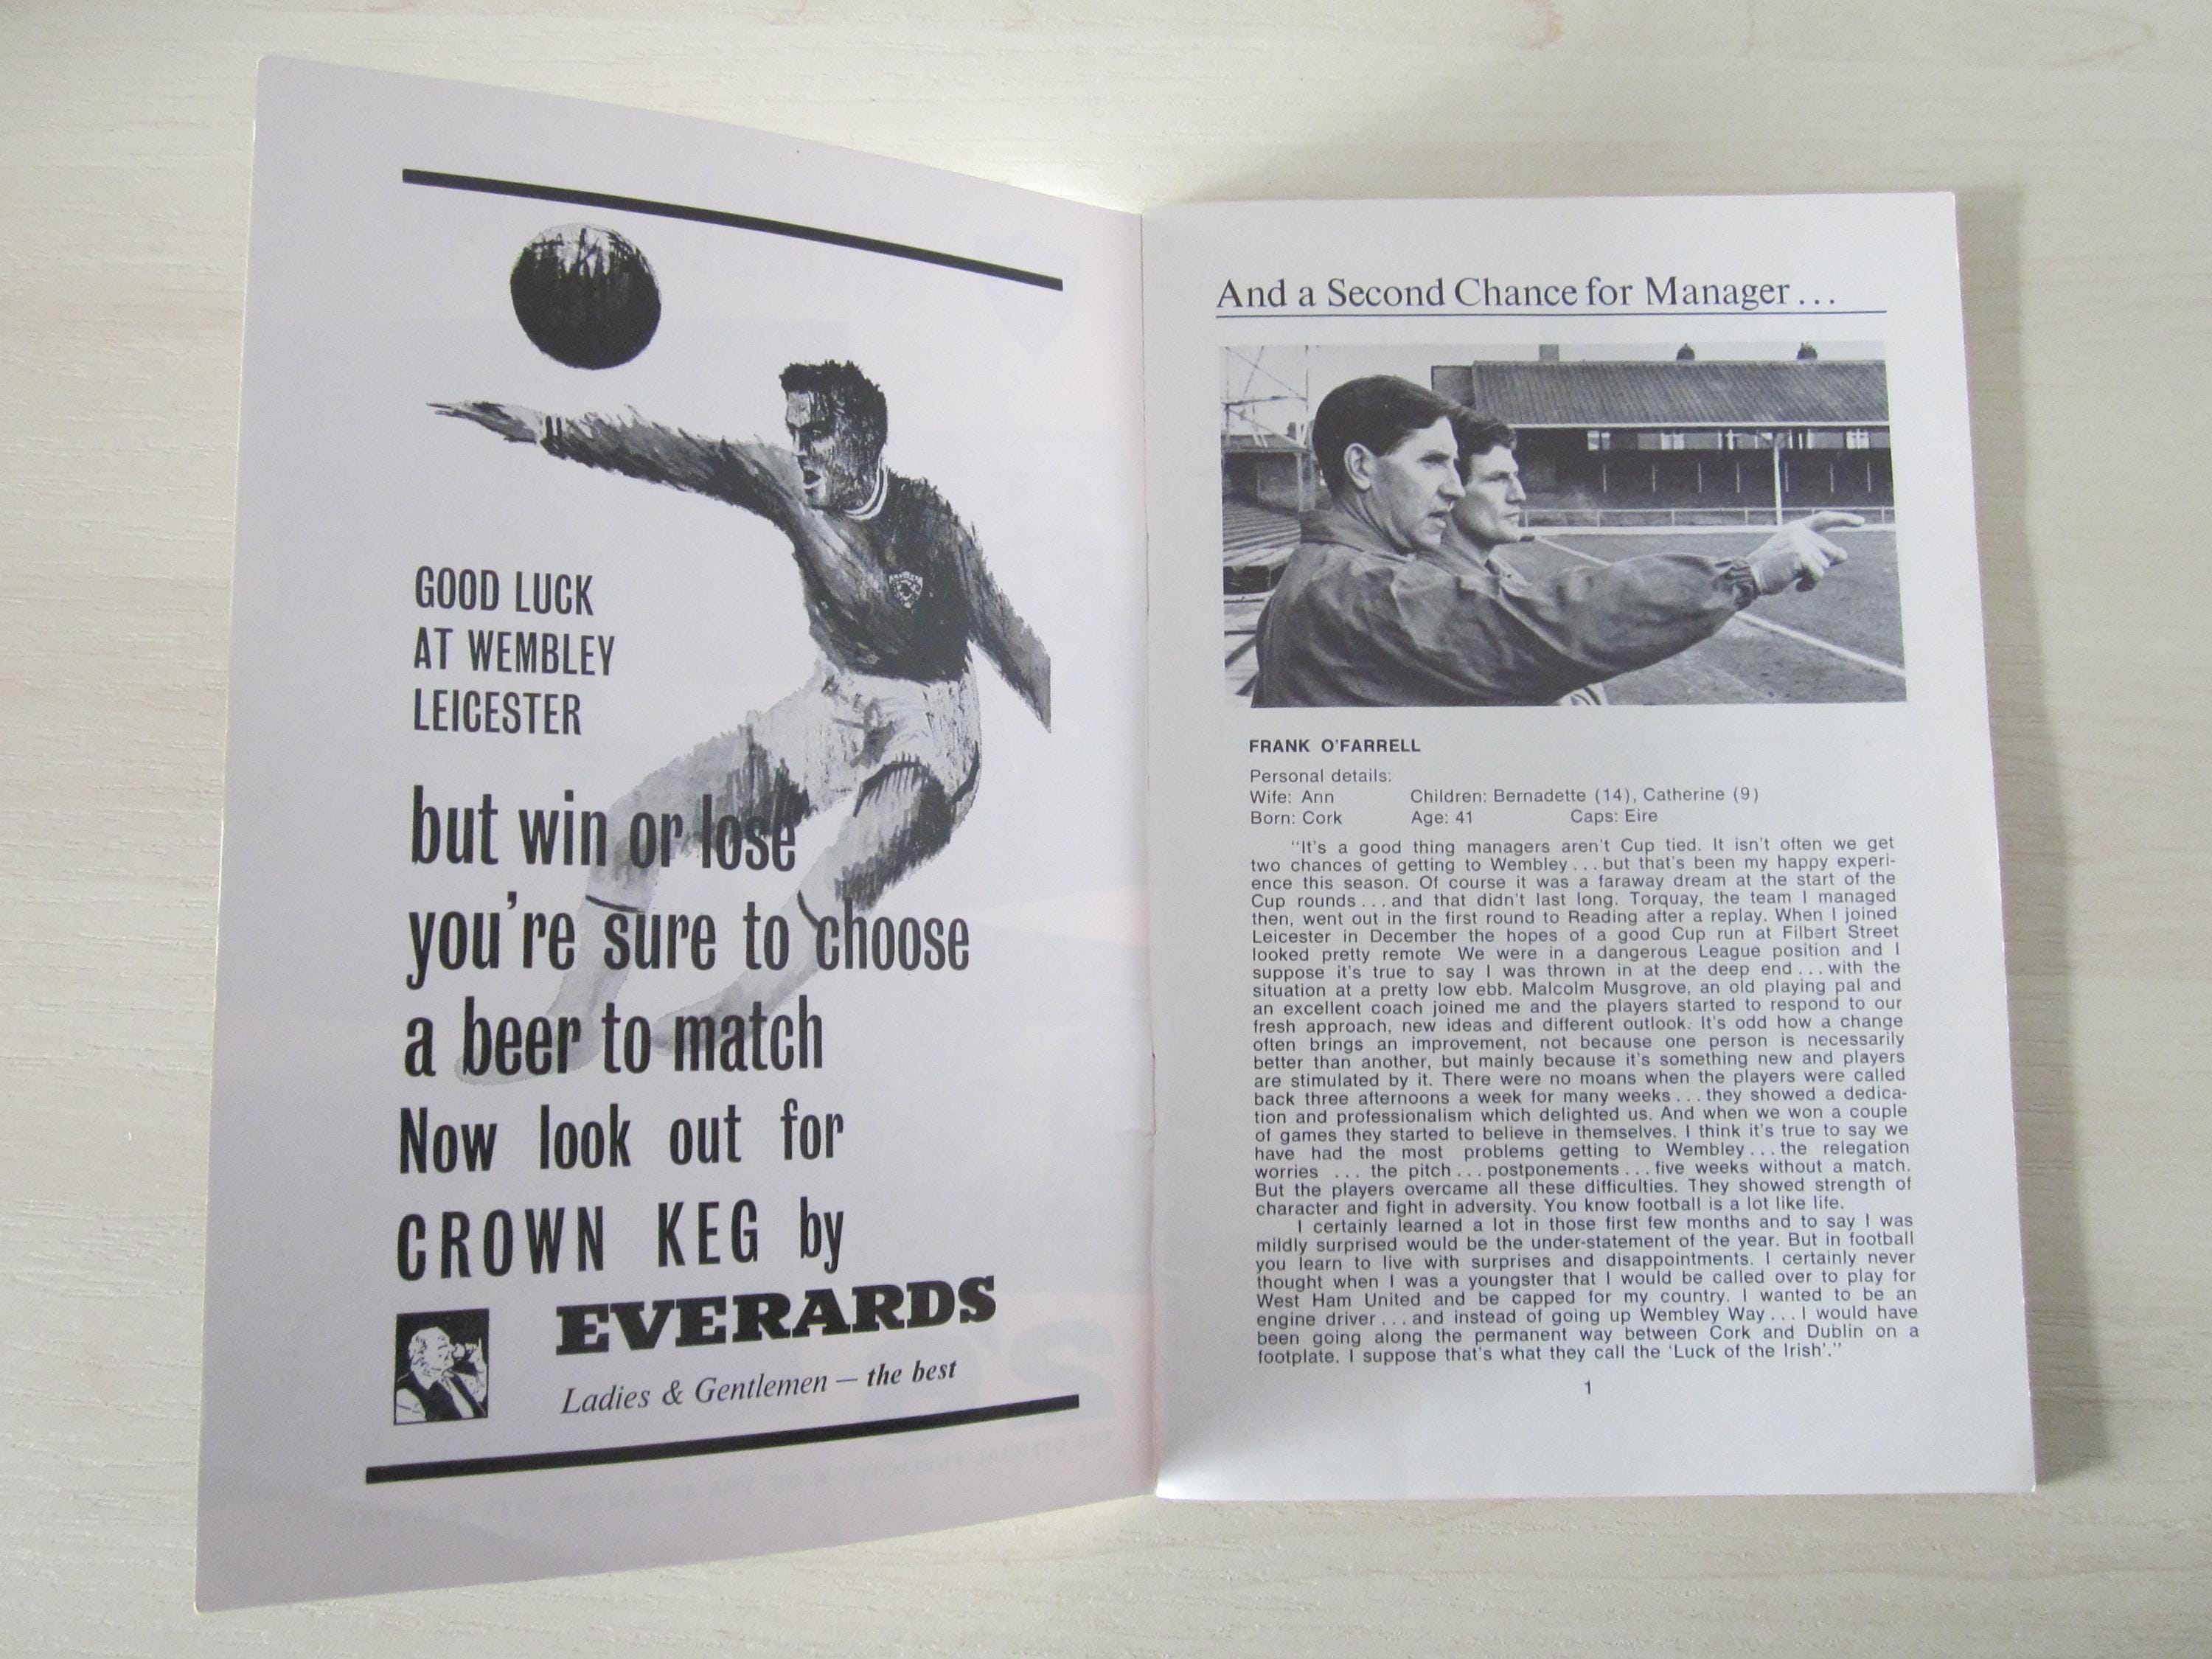 GOOD LUCK
AT WEMBLEY
LEICESTER
but win or lose
you're sure to choose
a beer to match
Now look out for
CROWN KEG by
EVERARDS
Ladies & Gentlemen — the best
And a Second Chance for Manager...
FRANK O'FARRELL
Personal details:
Wife: Ann Children: Bernadette (14), Catherine (9)
Born: Cork Age: 41 Caps: Eire
"It's a good thing managers aren't Cup tied. It isn't often we get
two chances of getting to Wembley... but that's been my happy experi-
ence this season. Of course it was a faraway dream at the start of the
Cup rounds... and that didn't last long. Torquay, the team I managed
then, went out in the first round to Reading after a replay. When I joined
Leicester in December the hopes of a good Cup run at Filbert Street
looked pretty remote We were in a dangerous League position and I
suppose it's true to say I was thrown in at the deep end... with the
situation at a pretty low ebb. Malcolm Musgrove, an old playing pal and
an excellent coach joined me and the players started to respond to our
fresh approach, new ideas and different outlook. It's odd how a change
often brings an improvement, not because one person is necessarily
better than another, but mainly because it's something new and players
are stimulated by it. There were no moans when the players were called
back three afternoons a week for many weeks... they showed a dedica-
tion and professionalism which delighted us. And when we won a couple
of games they started to believe in themselves. I think it's true to say we
have had the most problems getting to Wembley... the relegation
worries ... the pitch... postponements... five weeks without a match.
But the players overcame all these difficulties. They showed strength of
character and fight in adversity. You know football is a lot like life.
I certainly learned a lot in those first few months and to say I was
mildly surprised would be the under-statement of the year. But in football
you learn to live with surprises and disappointments. I certainly never
thought when I was a youngster that I would be called over to play for
West Ham United and be capped for my country. I wanted to be an
engine driver... and instead of going up Wembley Way... I would have
been going along the permanent way between Cork and Dublin on a
footplate. I suppose that's what they call the 'Luck of the Irish'."
1